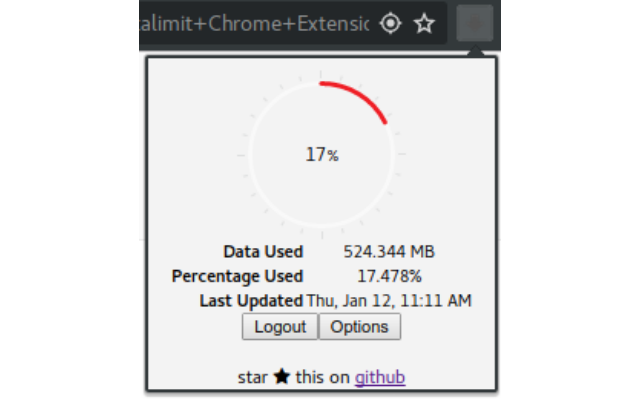 alimit+Chrome+Extensic
17%
Data Used 524.344 MB
Percentage Used 17.478%
Last Updated Thu, Jan 12, 11:11 AM
Logout Options
star ★ this on github